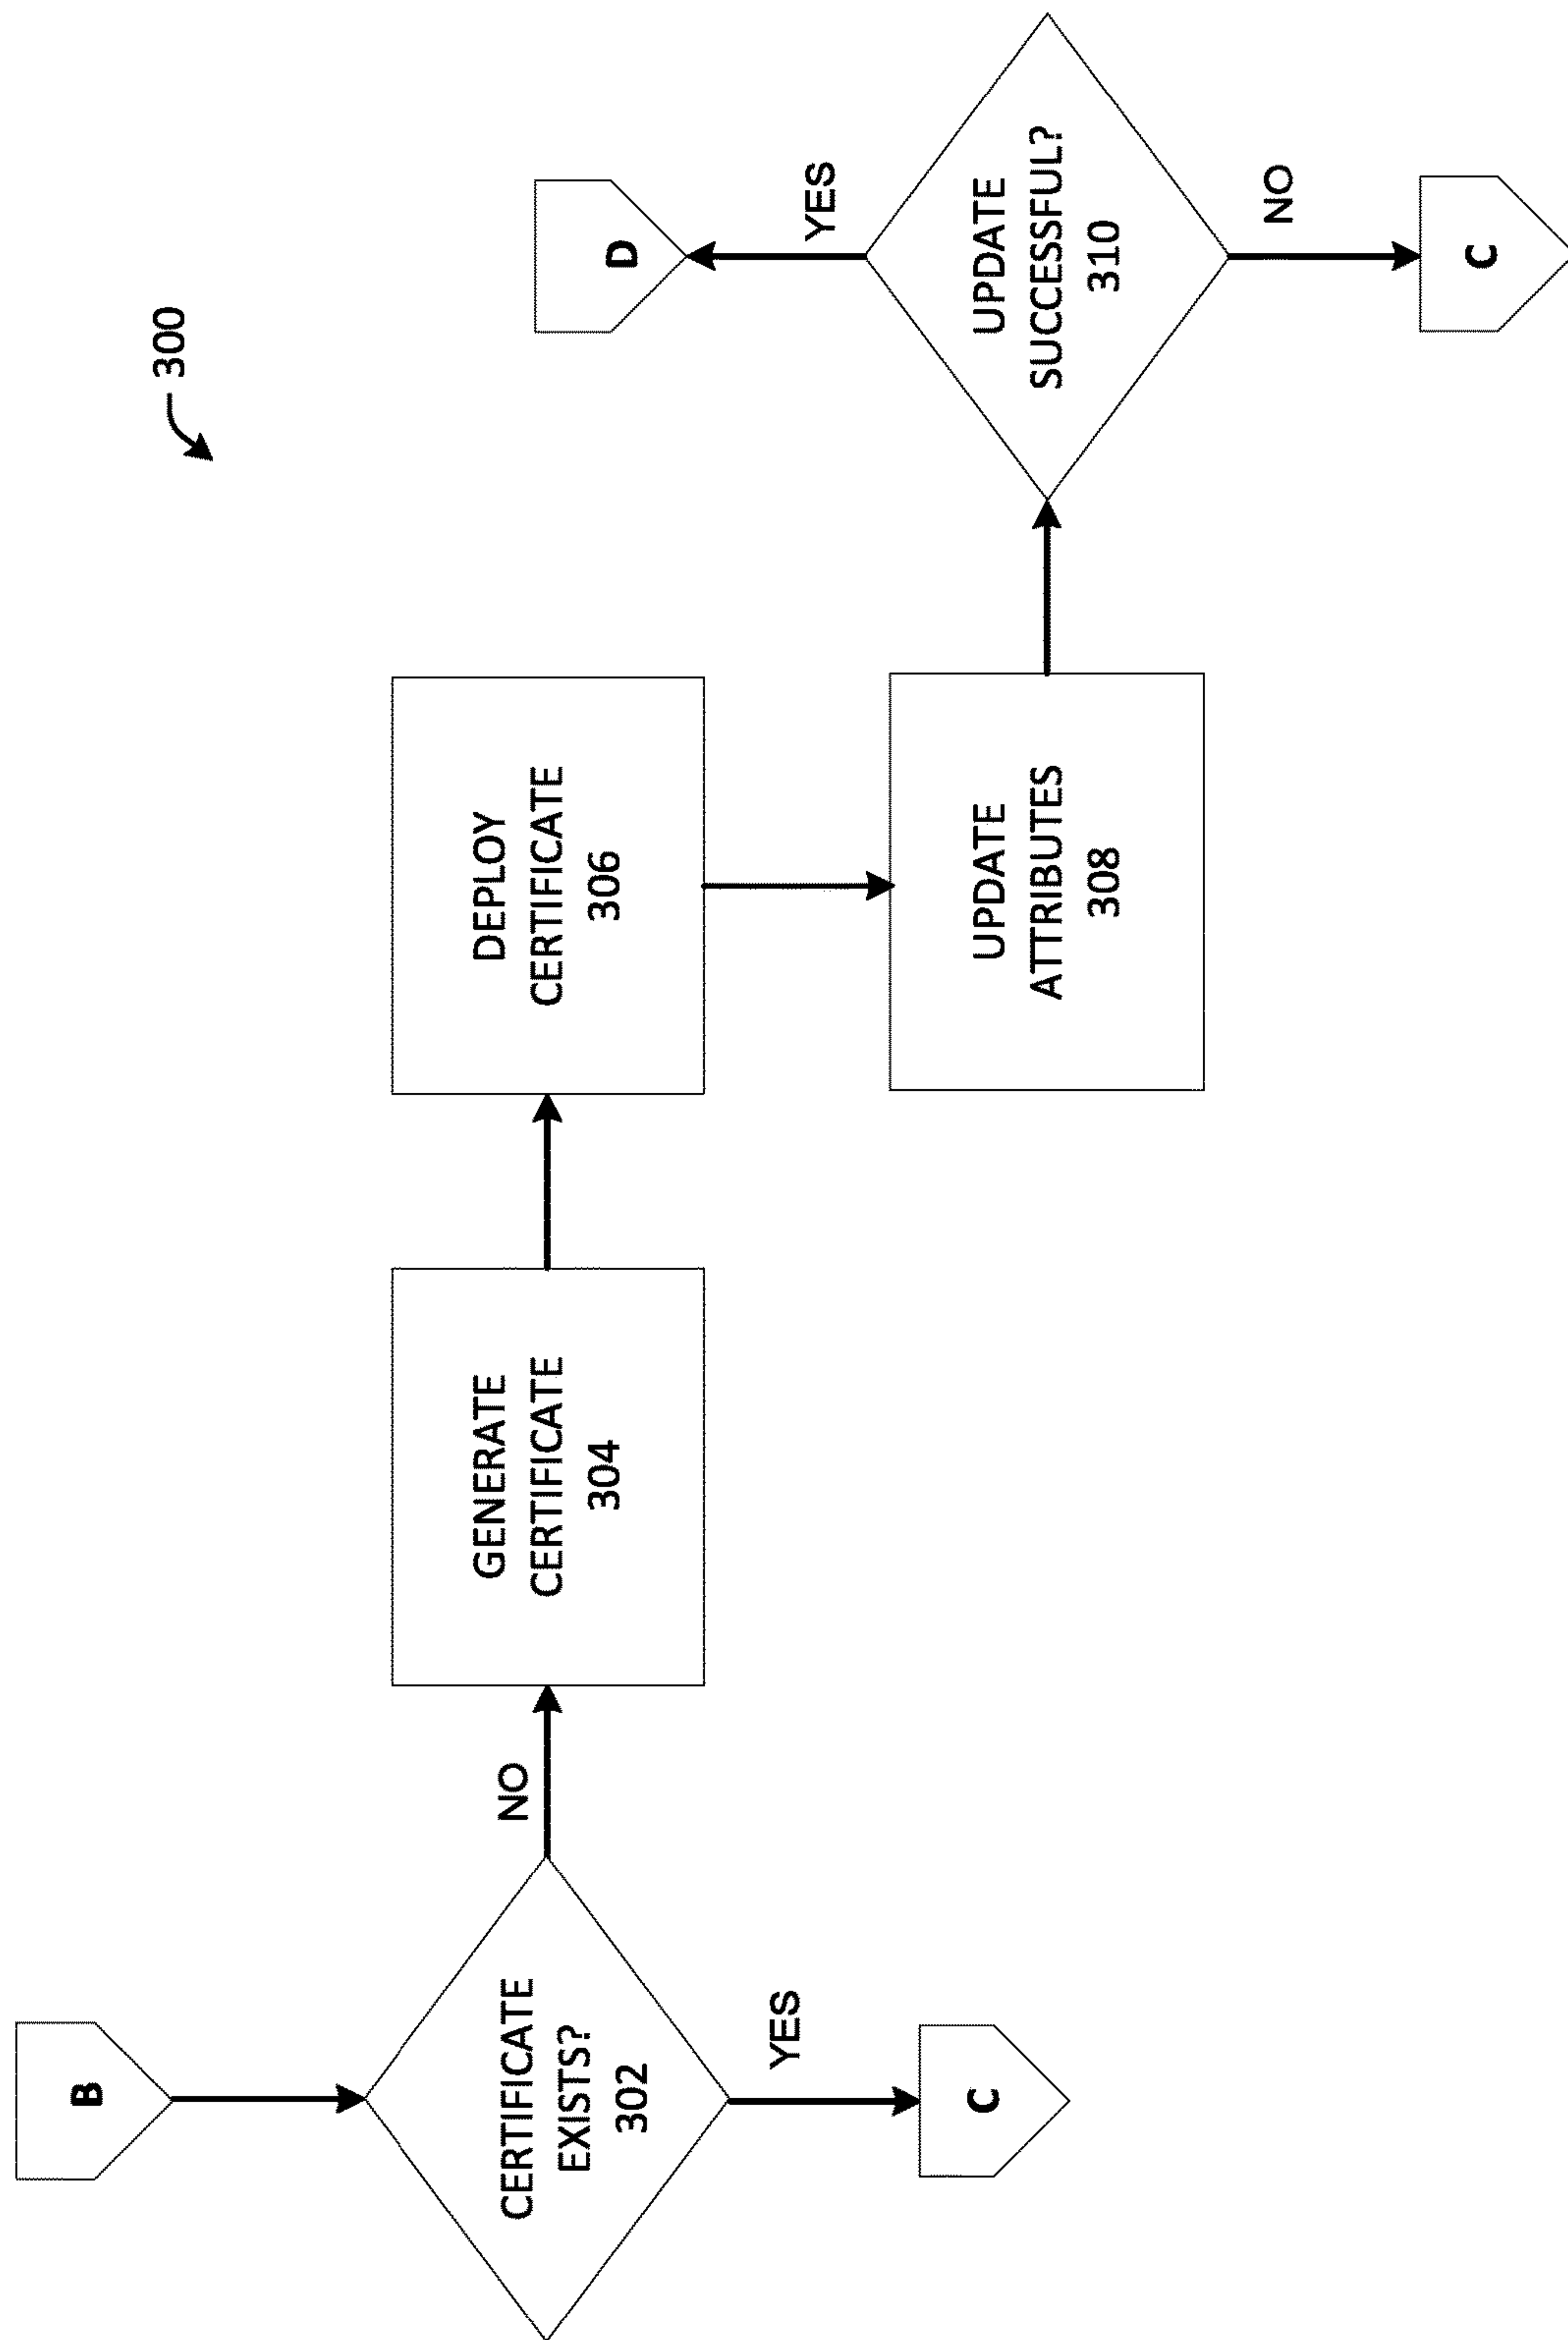 300
B
CERTIFICATE
EXISTS?
302
NO
YES
C
GENERATE
CERTIFICATE
304
DEPLOY
CERTIFICATE
306
UPDATE
ATTRIBUTES
308
UPDATE
SUCCESSFUL?
310
YES
D
NO
C